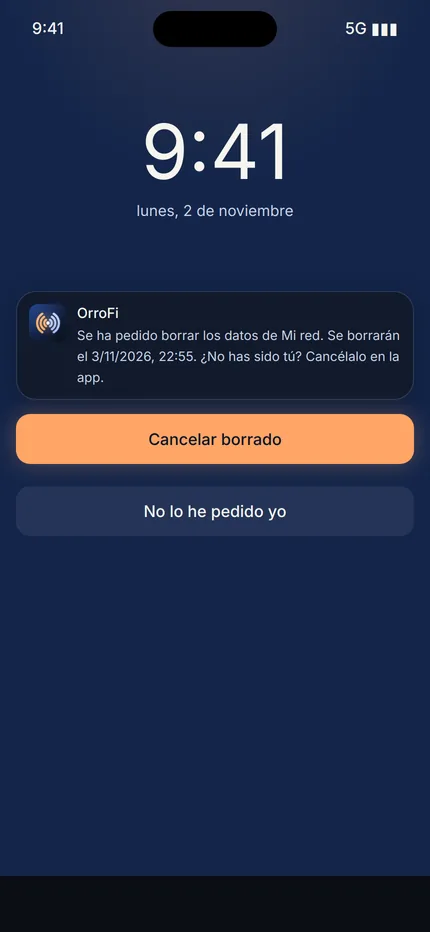 9:41
5G
9:41
lunes, 2 de noviembre
OrroFi
Se ha pedido borrar los datos de Mi red. Se borrarán
el 3/11/2026, 22:55. ¿No has sido tú? Cancélalo en la
app.
Cancelar borrado
No lo he pedido yo